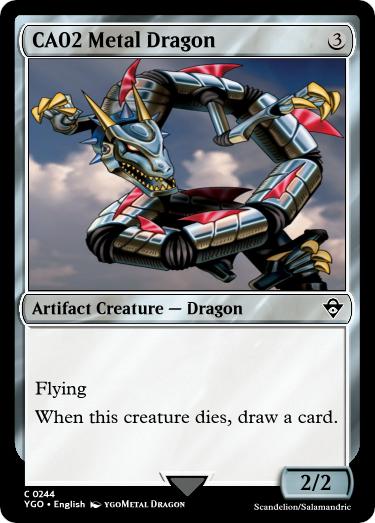 CA02 Metal Dragon 3
Artifact Creature — Dragon
Flying
When this creature dies, draw a card.
2/2
C 0244
YGO • English ygoMETAL DRAGON
Scandelion/Salamandric